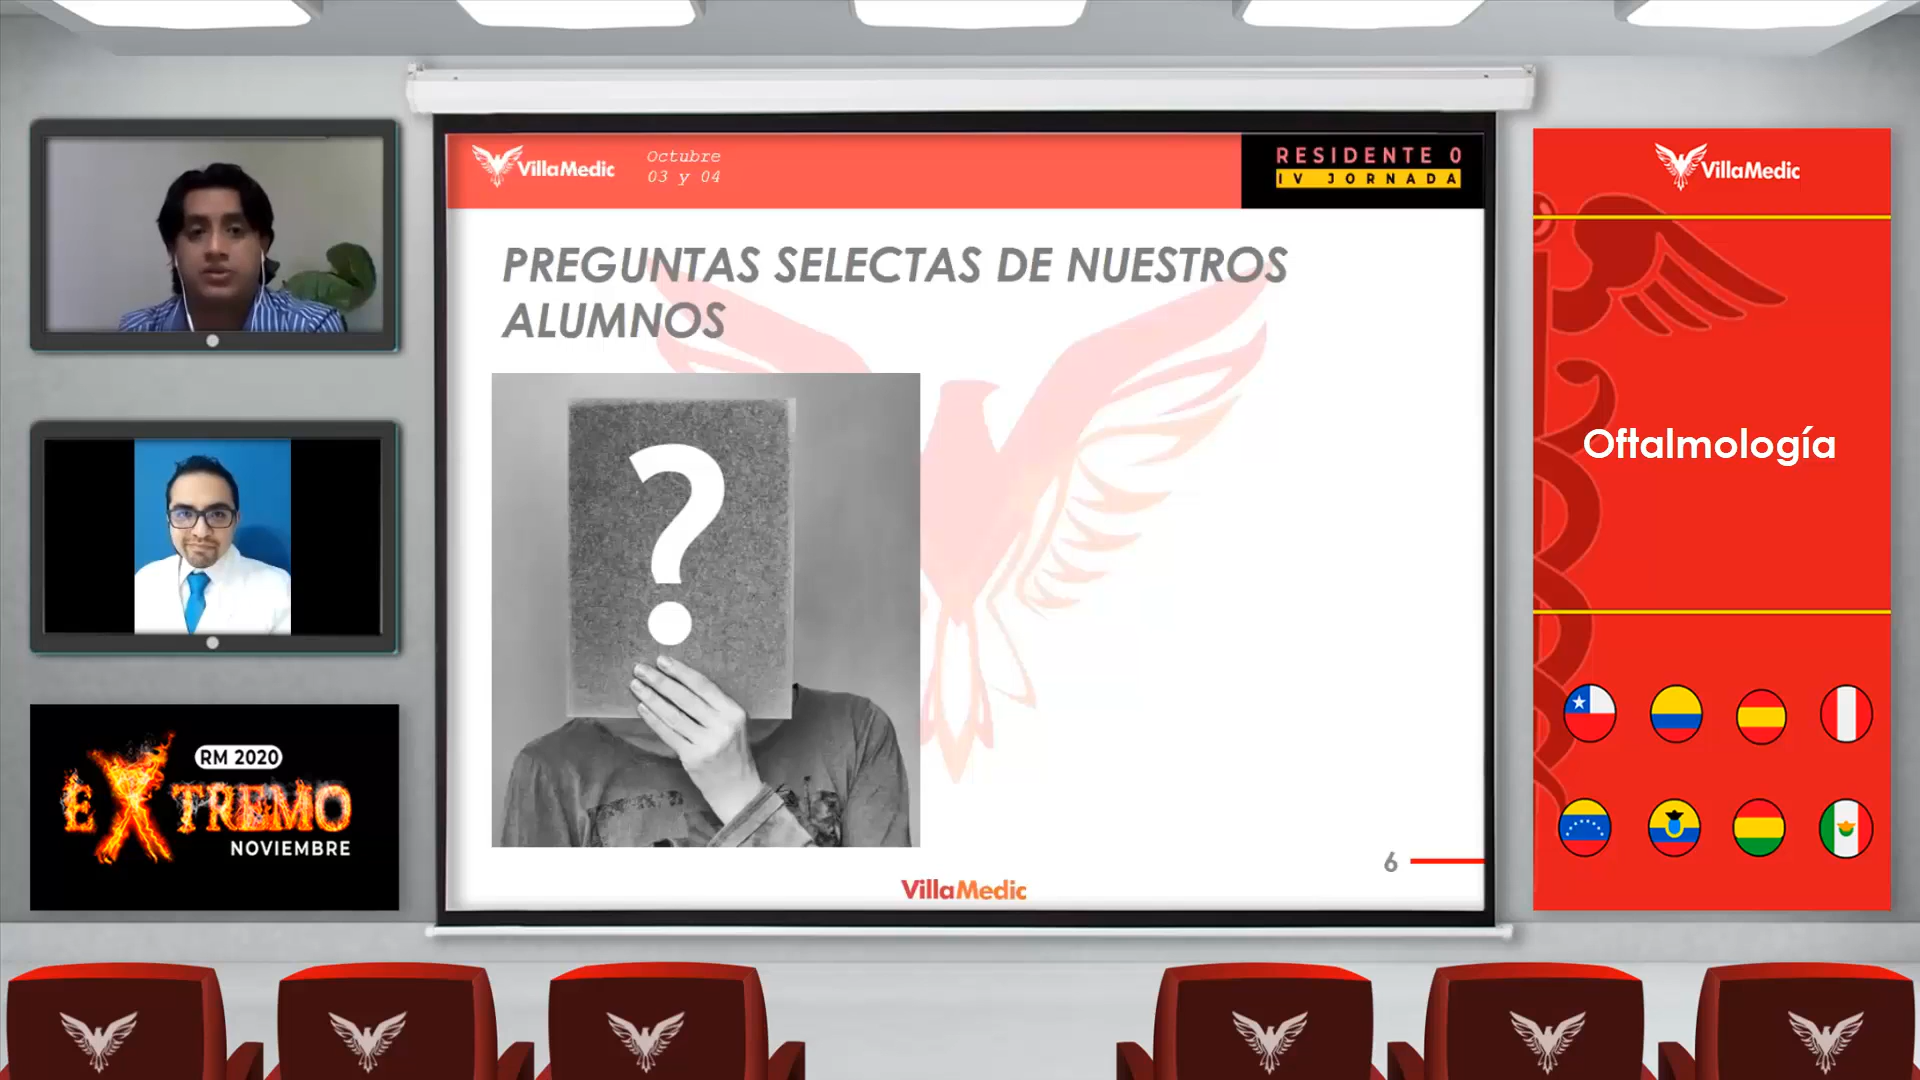 VillaMedic
Octubre
03 y 04
RESIDENTE 0
IV JORNADA
PREGUNTAS SELECTAS DE NUESTROS
ALUMNOS
?
6
VillaMedic
RM 2020
EXTREMO
NOVIEMBRE
VillaMedic
Oftalmología